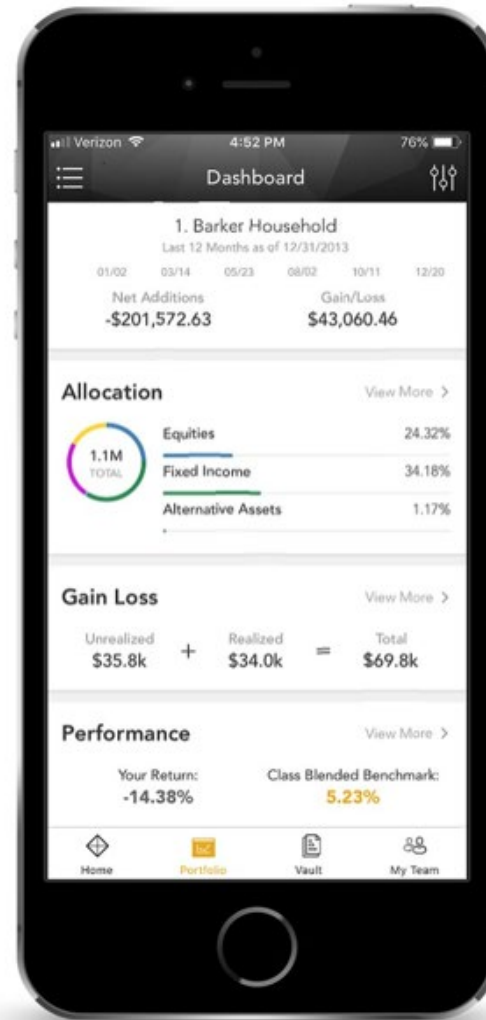 Verizon 4:52 PM 76%
Dashboard
1. Barker Household
Last 12 Months as of 12/31/2013
01/02 03/14 05/23 08/02 10/11 12/20
Net Additions Gain/Loss
-$201,572.63 $43,060.46
Allocation View More >
Equities 24.32%
1.1M
TOTAL
Fixed Income 34.18%
Alternative Assets 1.17%
Gain Loss View More >
Unrealized Realized Total
$35.8k + $34.0k = $69.8k
Performance View More >
Your Return: Class Blended Benchmark:
-14.38% 5.23%
Home Portfolio Vault My Team